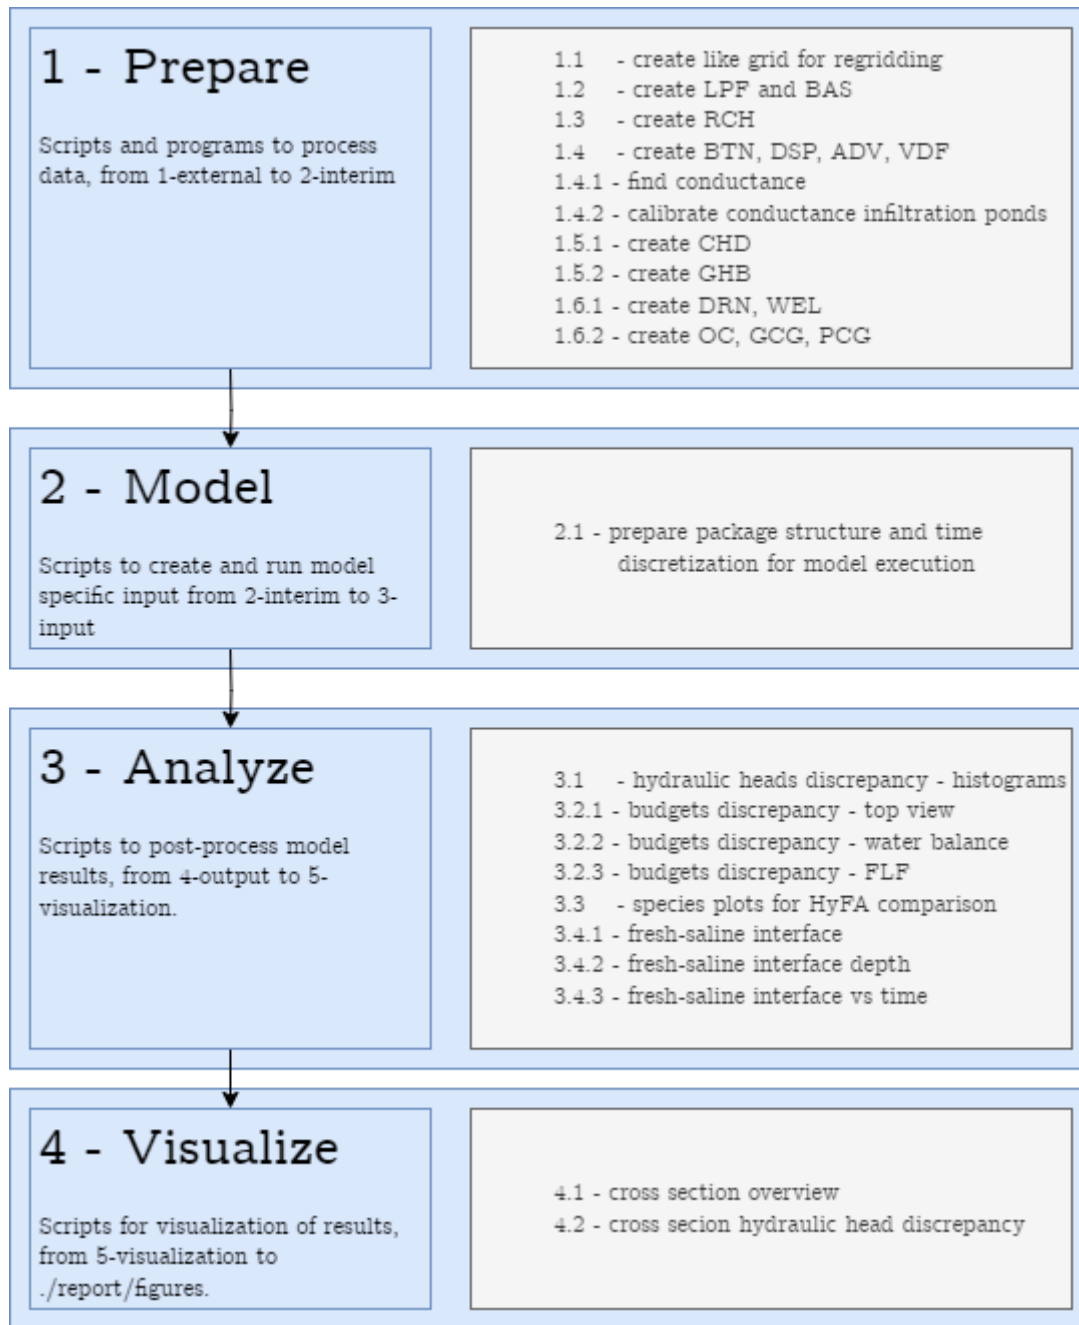 1 - Prepare
Scripts and programs to process
data, from 1-external to 2-interim
1.1 - create like grid for regridding
1.2 - create LPF and BAS
1.3 - create RCH
1.4 - create BTN, DSP, ADV, VDF
1.4.1 - find conductance
1.4.2 - calibrate conductance infiltration ponds
1.5.1 - create CHD
1.5.2 - create GHB
1.6.1 - create DRN, WEL
1.6.2 - create OC, GCG, PCG
2 - Model
Scripts to create and run model
specific input from 2-interim to 3-
input
2.1 - prepare package structure and time
discretization for model execution
3 - Analyze
Scripts to post-process model
results, from 4-output to 5-
visualization.
3.1 - hydraulic heads discrepancy - histograms
3.2.1 - budgets discrepancy - top view
3.2.2 - budgets discrepancy - water balance
3.2.3 - budgets discrepancy - FLF
3.3 - species plots for HyFA comparison
3.4.1 - fresh-saline interface
3.4.2 - fresh-saline interface depth
3.4.3 - fresh-saline interface vs time
4 - Visualize
Scripts for visualization of results,
from 5-visualization to
./report/figures.
4.1 - cross section overview
4.2 - cross secion hydraulic head discrepancy